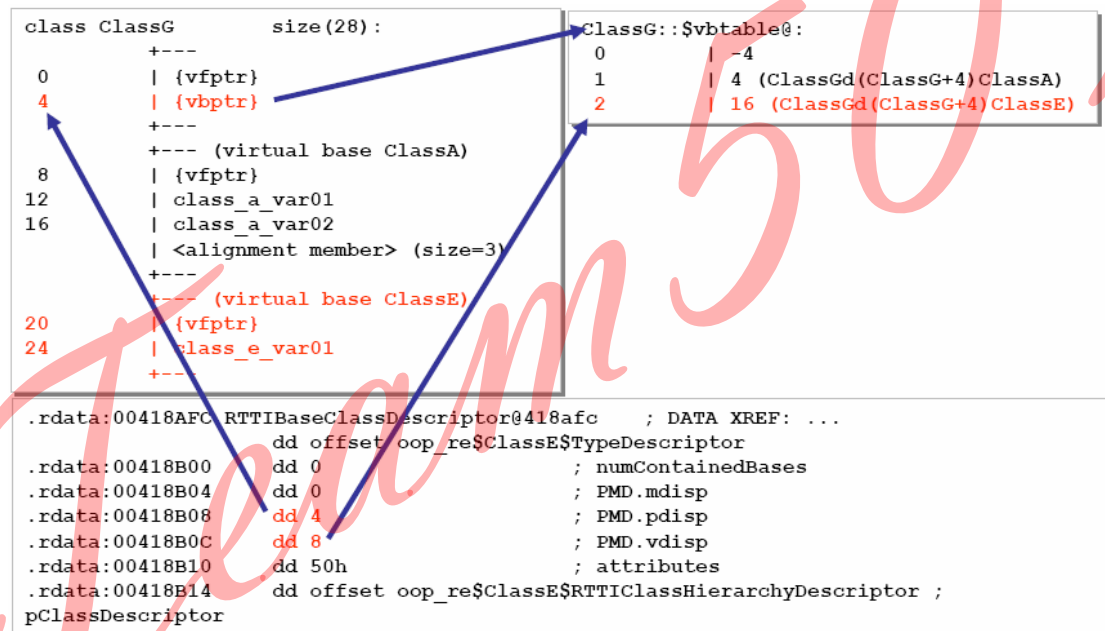 class ClassG size(28):
+---
0 | {vfptr}
4 | {vbptr}
+---
+--- (virtual base ClassA)
8 | {vfptr}
12 | class_a_var01
16 | class_a_var02
| <alignment member> (size=3)
+---
+--- (virtual base ClassE)
20 | {vfptr}
24 | class_e_var01
+---
ClassG::$vbtable@:
0 | -4
1 | 4 (ClassGd(ClassG+4)ClassA)
2 | 16 (ClassGd(ClassG+4)ClassE)
.rdata:00418AFC RTTIBaseClassDescriptor@418afc ; DATA XREF: ...
dd offset oop_re$ClassE$TypeDescriptor
.rdata:00418B00 dd 0 ; numContainedBases
.rdata:00418B04 dd 0 ; PMD.mdisp
.rdata:00418B08 dd 4 ; PMD.pdisp
.rdata:00418B0C dd 8 ; PMD.vdisp
.rdata:00418B10 dd 50h ; attributes
.rdata:00418B14 dd offset oop_re$ClassE$RTTIClassHierarchyDescriptor ;
pClassDescriptor
Team50